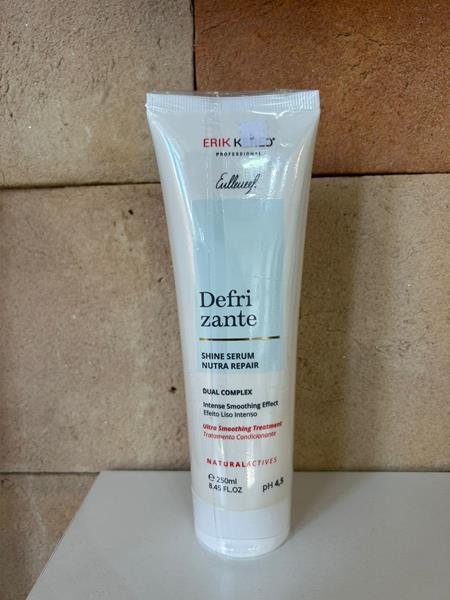 ERIK
PROFESSIONAL
Defri
zante
SHINE SERUM
NUTRA REPAIR
DUAL COMPLEX
Intense Smoothing Effect
Efeito Liso Intenso
Ultra Smoothing Treatment
Tratamento Condicionante
NATURALACTIVES
℮ 250ml
8.45 FL.OZ
pH 4,5